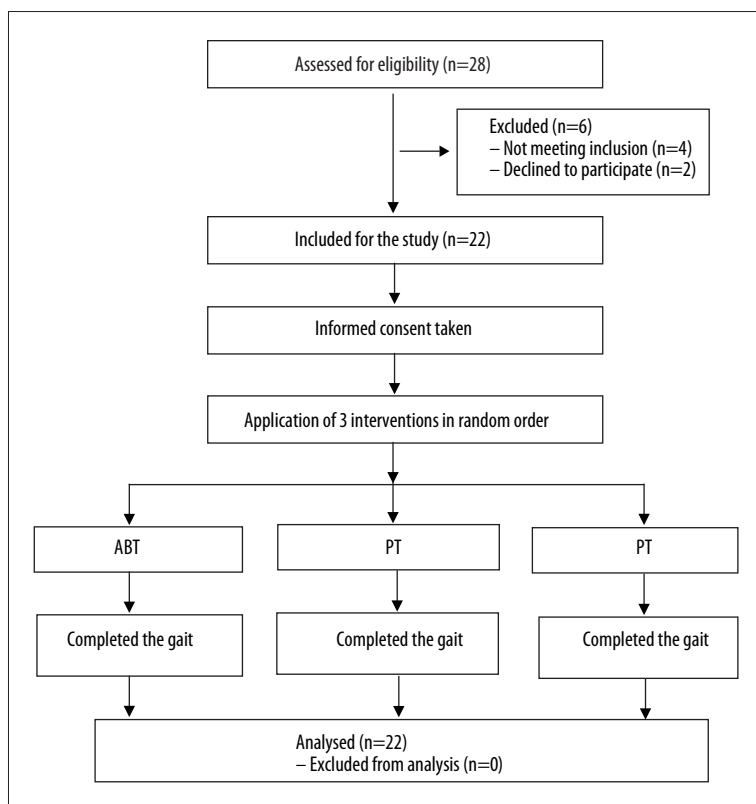 Assessed for eligibility (n=28)
Excluded (n=6)
– Not meeting inclusion (n=4)
– Declined to participate (n=2)
Included for the study (n=22)
Informed consent taken
Application of 3 interventions in random order
ABT
PT
PT
Completed the gait
Completed the gait
Completed the gait
Analysed (n=22)
– Excluded from analysis (n=0)